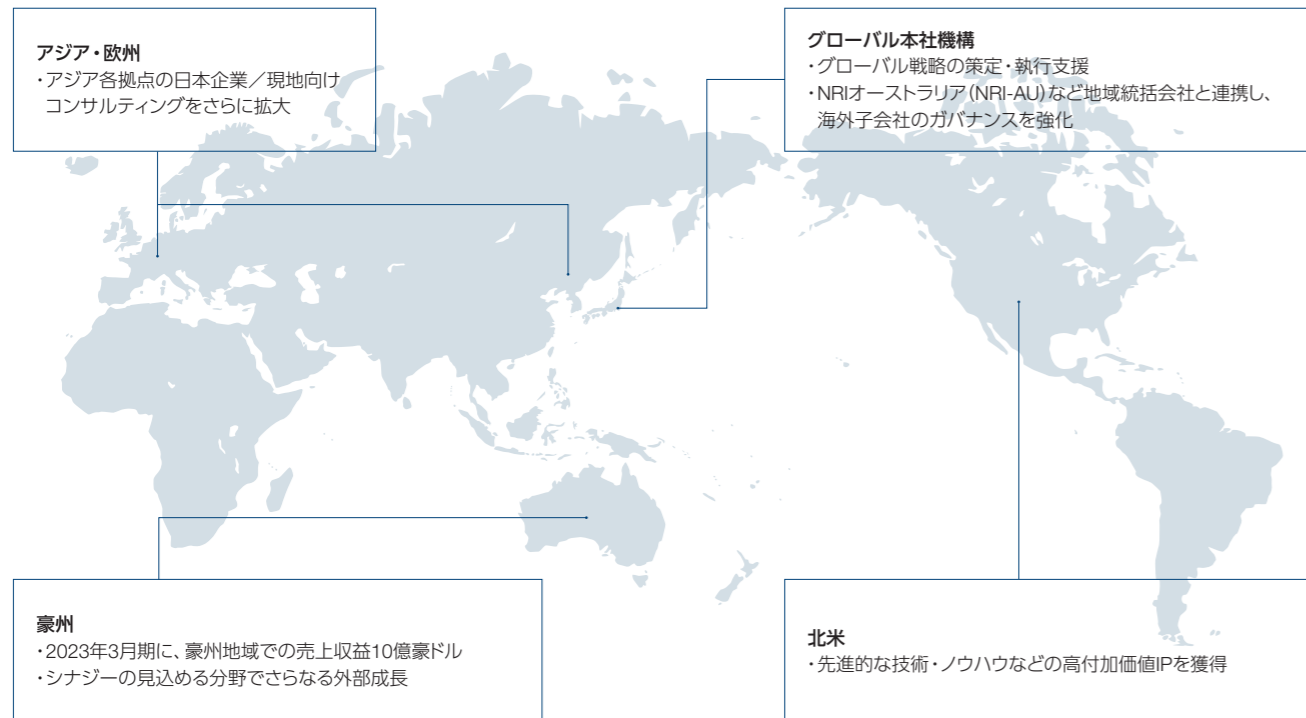 アジア・欧州
・アジア各拠点の日本企業／現地向け
コンサルティングをさらに拡大
グローバル本社機構
・グローバル戦略の策定・執行支援
・NRIオーストラリア（NRI-AU）など地域統括会社と連携し、
海外子会社のガバナンスを強化
豪州
・2023年3月期に、豪州地域での売上収益10億豪ドル
・シナジーの見込める分野でさらなる外部成長
北米
・先進的な技術・ノウハウなどの高付加価値IPを獲得